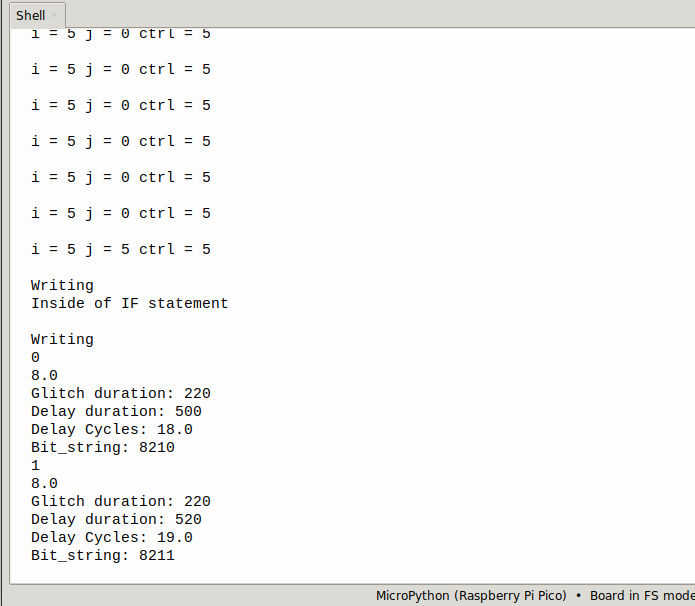 Shell
i = 5 j = 0 ctrl = 5
i = 5 j = 0 ctrl = 5
i = 5 j = 0 ctrl = 5
i = 5 j = 0 ctrl = 5
i = 5 j = 0 ctrl = 5
i = 5 j = 0 ctrl = 5
i = 5 j = 5 ctrl = 5
Writing
Inside of IF statement
Writing
0
8.0
Glitch duration: 220
Delay duration: 500
Delay Cycles: 18.0
Bit_string: 8210
1
8.0
Glitch duration: 220
Delay duration: 520
Delay Cycles: 19.0
Bit_string: 8211
MicroPython (Raspberry Pi Pico) • Board in FS mode